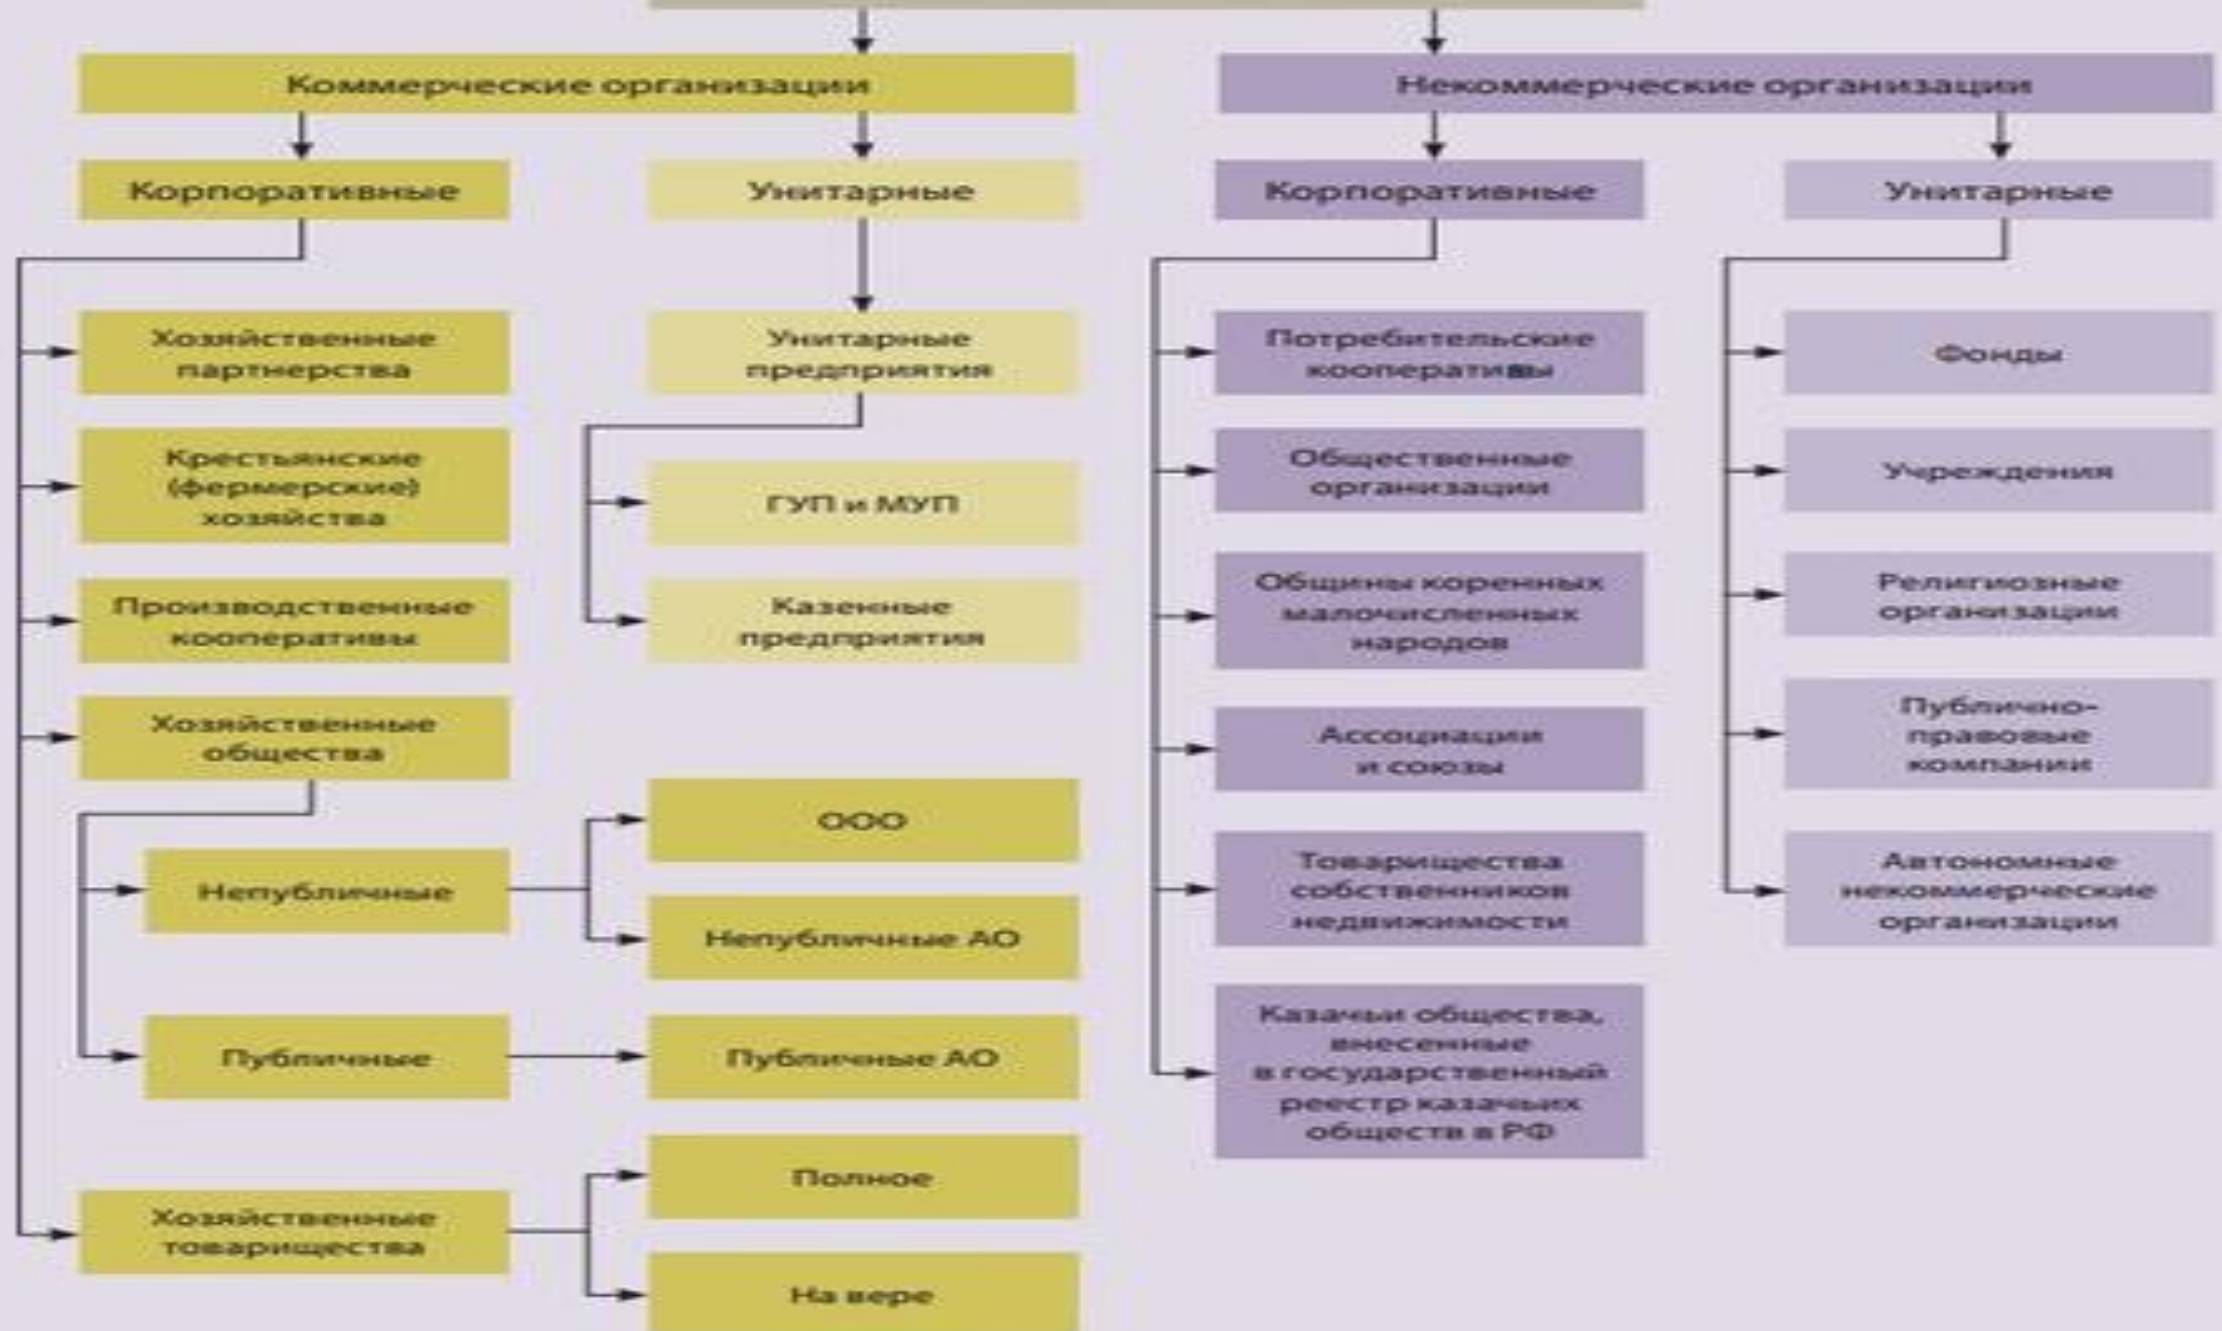 Коммерческие организации
Некоммерческие организации
Корпоративные
Унитарные
Корпоративные
Унитарные
Хозяйственные
партнерства
Крестьянские
(фермерские)
хозяйства
Производственные
кооперативы
Хозяйственные
общества
Непубличные
Публичные
Хозяйственные
товарищества
Унитарные
предприятия
ГУП и МУП
Казенные
предприятия
ООО
Непубличные АО
Публичные АО
Полное
На вере
Потребительские
кооперативы
Общественные
организации
Общины коренных
малочисленных
народов
Ассоциации
и союзы
Товарищества
собственников
недвижимости
Казачьи общества,
внесенные
в государственный
реестр казачьих
обществ в РФ
Фонды
Учреждения
Религиозные
организации
Публично-
правовые
компании
Автономные
некоммерческие
организации